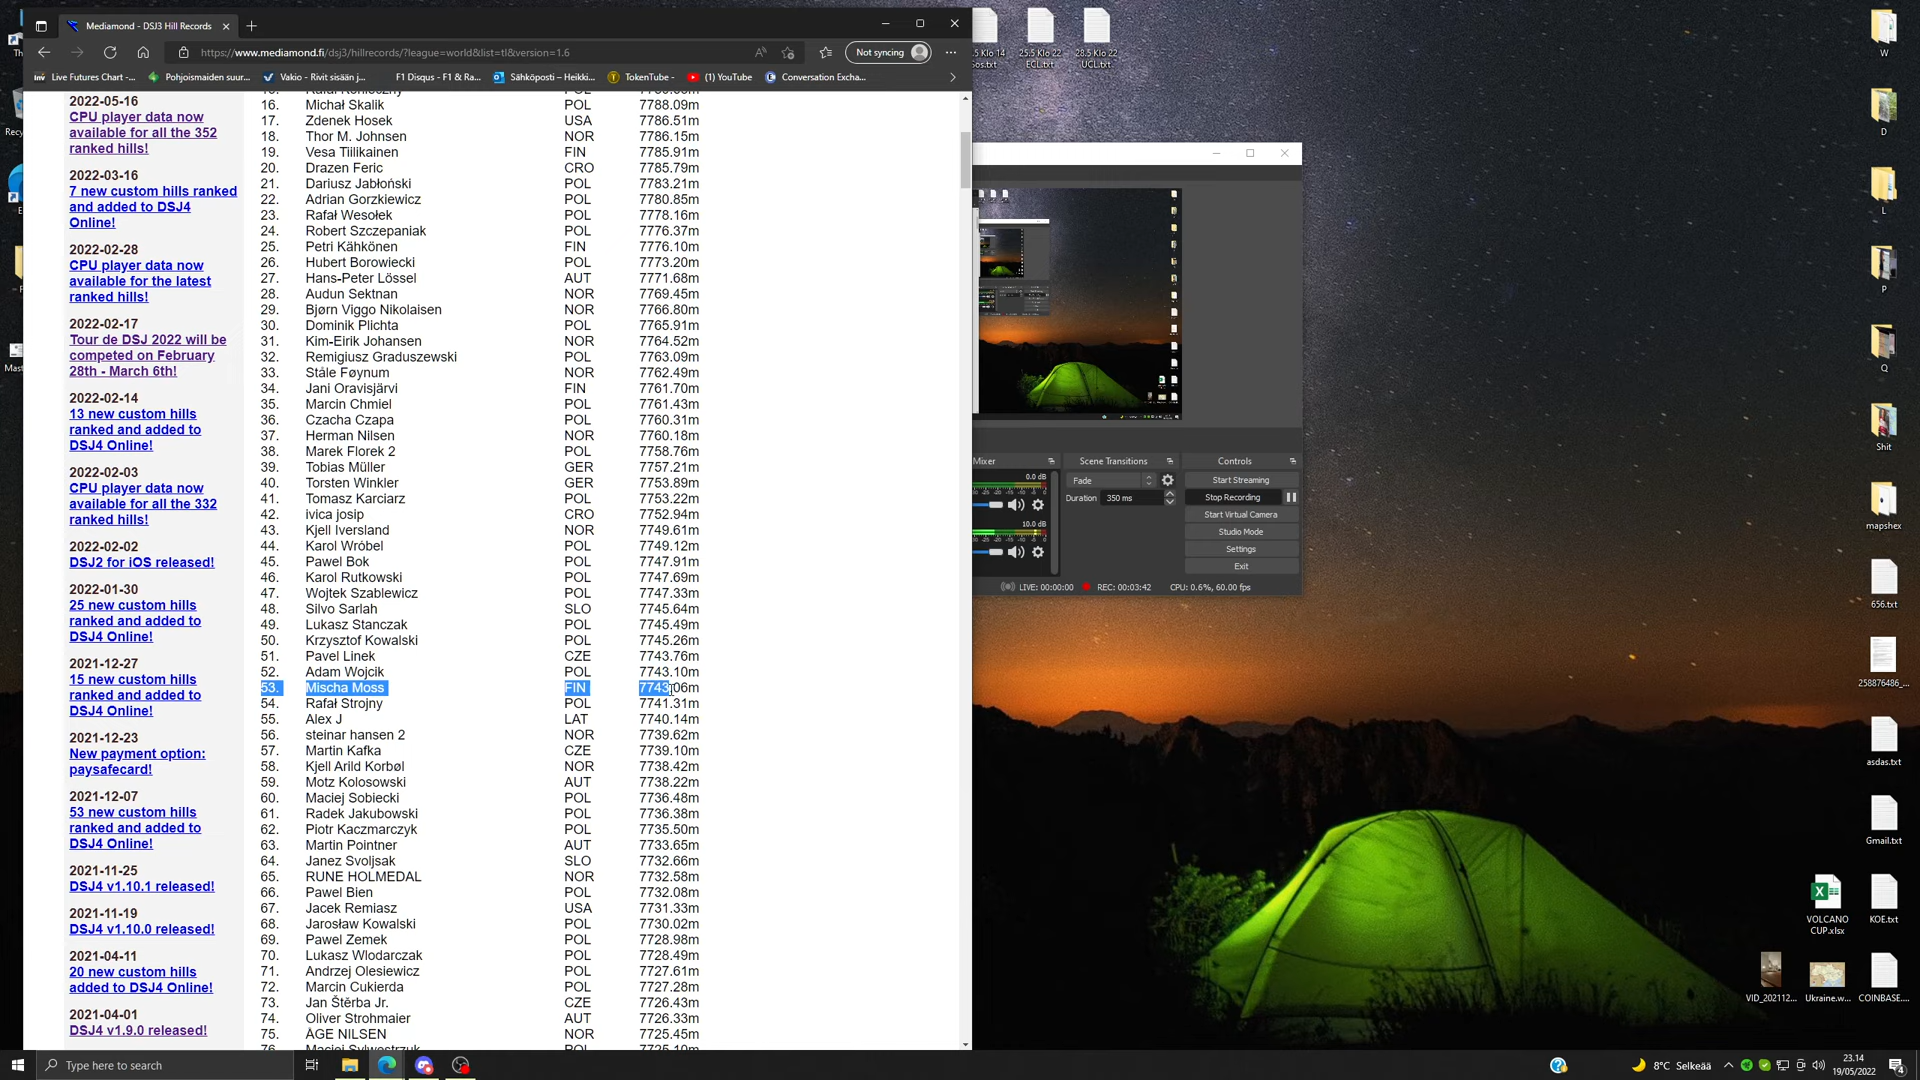 Mediamond - DSJ3 Hill Records
https://www.mediamond.fi/dsj3/hillrecords/?league=world&list=tl&version=1.6
Not syncing
Live Futures Chart -...
Pohjoismaiden suur...
Vakio - Rivit sisään j...
F1 Disqus - F1 & Ra...
Sähköposti – Heikki...
TokenTube -
(1) YouTube
Conversation Excha...
2022-05-16
CPU player data now
available for all the 352
ranked hills!
2022-03-16
7 new custom hills ranked
and added to DSJ4
Online!
2022-02-28
CPU player data now
available for the latest
ranked hills!
2022-02-17
Tour de DSJ 2022 will be
competed on February
28th - March 6th!
2022-02-14
13 new custom hills
ranked and added to
DSJ4 Online!
2022-02-03
CPU player data now
available for all the 332
ranked hills!
2022-02-02
DSJ2 for iOS released!
2022-01-30
25 new custom hills
ranked and added to
DSJ4 Online!
2021-12-27
15 new custom hills
ranked and added to
DSJ4 Online!
2021-12-23
New payment option:
paysafecard!
2021-12-07
53 new custom hills
ranked and added to
DSJ4 Online!
2021-11-25
DSJ4 v1.10.1 released!
2021-11-19
DSJ4 v1.10.0 released!
2021-04-11
20 new custom hills
added to DSJ4 Online!
2021-04-01
DSJ4 v1.9.0 released!
16. Michał Skalik POL 7788.09m
17. Zdenek Hosek USA 7786.51m
18. Thor M. Johnsen NOR 7786.15m
19. Vesa Tiilikainen FIN 7785.91m
20. Drazen Feric CRO 7785.79m
21. Dariusz Jabłoński POL 7783.21m
22. Adrian Gorzkiewicz POL 7780.85m
23. Rafał Wesołek POL 7778.16m
24. Robert Szczepaniak POL 7776.37m
25. Petri Kähkönen FIN 7776.10m
26. Hubert Borowiecki POL 7773.20m
27. Hans-Peter Lössel AUT 7771.68m
28. Audun Sektnan NOR 7769.45m
29. Bjørn Viggo Nikolaisen NOR 7766.80m
30. Dominik Plichta POL 7765.91m
31. Kim-Eirik Johansen NOR 7764.52m
32. Remigiusz Graduszewski POL 7763.09m
33. Ståle Føynum NOR 7762.49m
34. Jani Oravisjärvi FIN 7761.70m
35. Marcin Chmiel POL 7761.43m
36. Czacha Czapa POL 7760.31m
37. Herman Nilsen NOR 7760.18m
38. Marek Florek 2 POL 7758.76m
39. Tobias Müller GER 7757.21m
40. Torsten Winkler GER 7753.89m
41. Tomasz Karciarz POL 7753.22m
42. ivica josip CRO 7752.94m
43. Kjell Iversland NOR 7749.61m
44. Karol Wróbel POL 7749.12m
45. Pawel Bok POL 7747.91m
46. Karol Rutkowski POL 7747.69m
47. Wojtek Szablewicz POL 7747.33m
48. Silvo Sarlah SLO 7745.64m
49. Lukasz Stanczak POL 7745.49m
50. Krzysztof Kowalski POL 7745.26m
51. Pavel Linek CZE 7743.76m
52. Adam Wojcik POL 7743.10m
53. Mischa Moss FIN 7743.06m
54. Rafał Strojny POL 7741.31m
55. Alex J LAT 7740.14m
56. steinar hansen 2 NOR 7739.62m
57. Martin Kafka CZE 7739.10m
58. Kjell Arild Korbøl NOR 7738.42m
59. Motz Kolosowski AUT 7738.22m
60. Maciej Sobiecki POL 7736.48m
61. Radek Jakubowski POL 7736.38m
62. Piotr Kaczmarczyk POL 7735.50m
63. Martin Pointner AUT 7733.65m
64. Janez Svoljsak SLO 7732.66m
65. RUNE HOLMEDAL NOR 7732.58m
66. Pawel Bien POL 7732.08m
67. Jacek Remiasz USA 7731.33m
68. Jarosław Kowalski POL 7730.02m
69. Pawel Zemek POL 7728.98m
70. Lukasz Wlodarczak POL 7728.49m
71. Andrzej Olesiewicz POL 7727.61m
72. Marcin Cukierda POL 7727.28m
73. Jan Štěrba Jr. CZE 7726.43m
74. Oliver Strohmaier AUT 7726.33m
75. ÅGE NILSEN NOR 7725.45m
25.5 Klo 22
ECL.txt
28.5 Klo 22
UCL.txt
Mixer
Scene Transitions
Controls
0.0 dB
10.0 dB
Fade
Duration 350 ms
Start Streaming
Stop Recording
Start Virtual Camera
Studio Mode
Settings
Exit
LIVE: 00:00:00
REC: 00:03:42
CPU: 0.6%, 60.00 fps
W
D
L
P
Q
Shit
mapshex
656.txt
258876486_...
asdas.txt
Gmail.txt
VOLCANO
CUP.xlsx
KOE.txt
VID_202112...
Ukraine.w...
COINBASE....
Type here to search
8°C Selkeää
23.14
19/05/2022
4